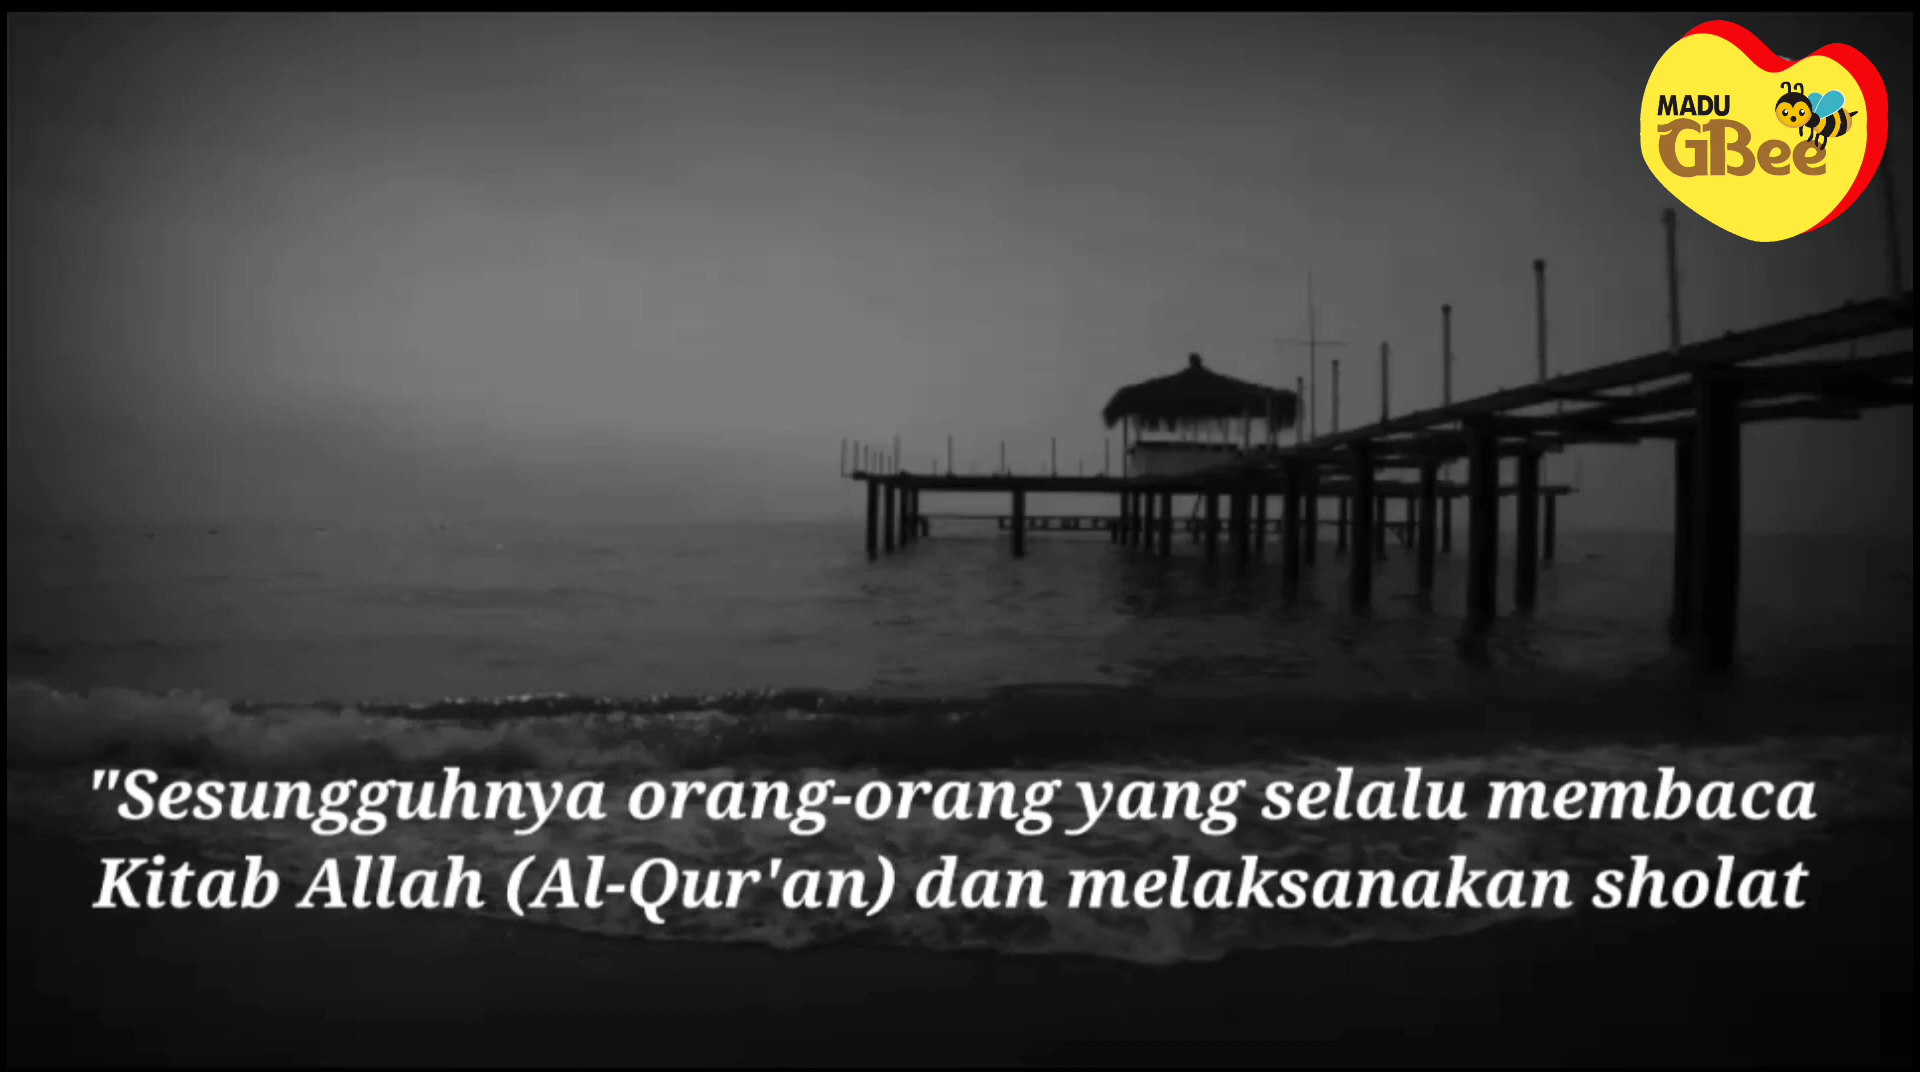 MADU
GBee
"Sesungguhnya orang-orang yang selalu membaca
Kitab Allah (Al-Qur'an) dan melaksanakan sholat